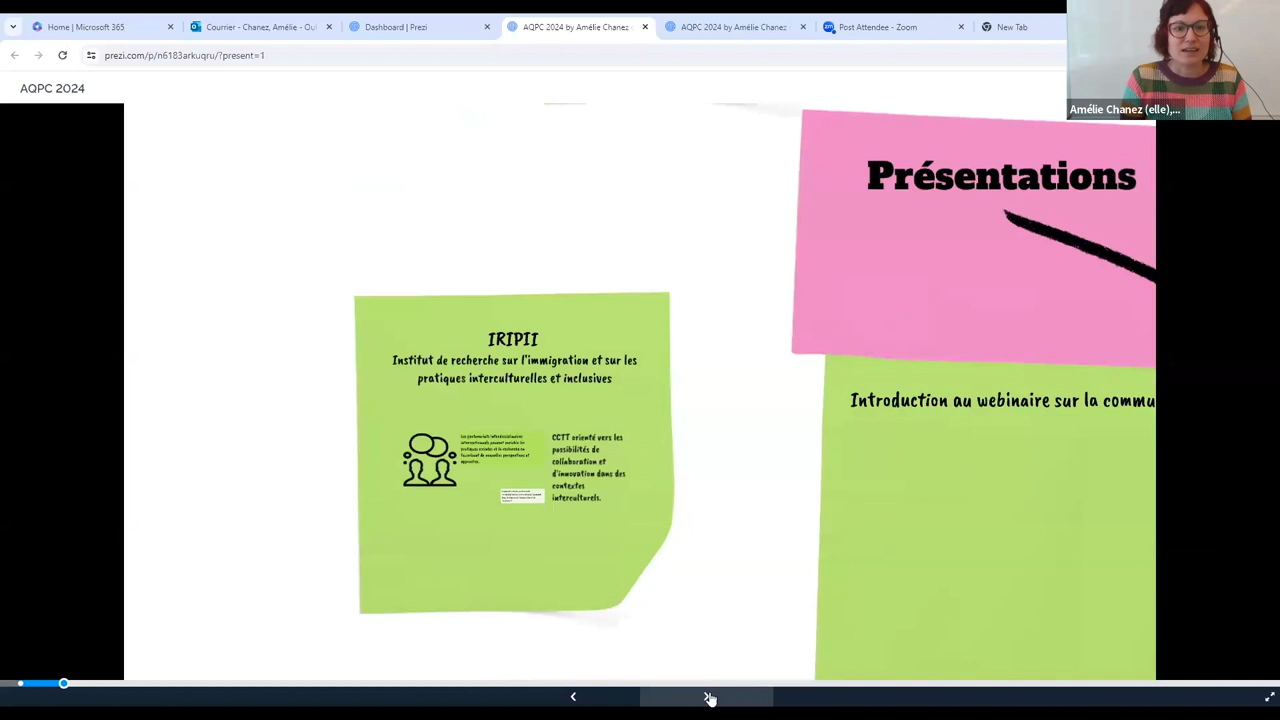 Home | Microsoft 365
Courrier - Chanez, Amélie - Ou
Dashboard | Prezi
AQPC 2024 by Amélie Chanez
AQPC 2024 by Amélie Chanez
Post Attendee - Zoom
New Tab
prezi.com/p/n6183arkuqru/?present=1
AQPC 2024
Amélie Chanez (elle),...
Présentations
IRIPII
Institut de recherche sur l'immigration et sur les
pratiques interculturelles et inclusives
Introduction au webinaire sur la commu
CCTT orienté vers les
possibilités de
collaboration et
d'innovation dans des
contextes
interculturels.